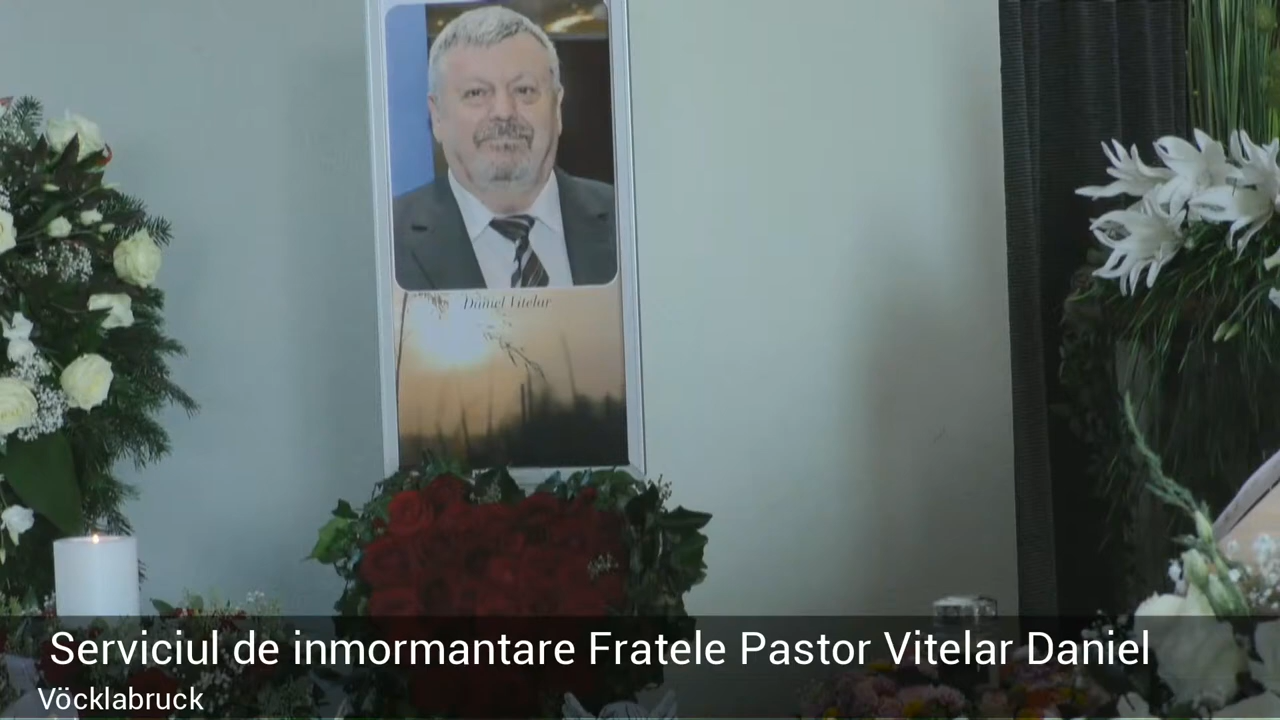 Daniel Vitelar
Serviciul de inmormantare Fratele Pastor Vitelar Daniel
Vöcklabruck